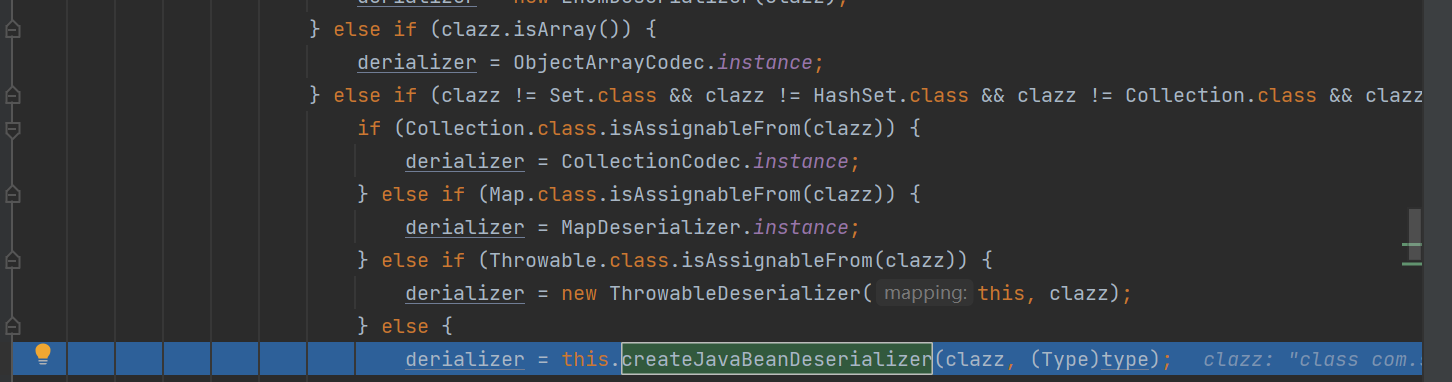 derializer = new EnumDeserializer(clazz);
} else if (clazz.isArray()) {
derializer = ObjectArrayCodec.instance;
} else if (clazz != Set.class && clazz != HashSet.class && clazz != Collection.class && clazz
if (Collection.class.isAssignableFrom(clazz)) {
derializer = CollectionCodec.instance;
} else if (Map.class.isAssignableFrom(clazz)) {
derializer = MapDeserializer.instance;
} else if (Throwable.class.isAssignableFrom(clazz)) {
derializer = new ThrowableDeserializer( mapping: this, clazz);
} else {
derializer = this.createJavaBeanDeserializer(clazz, (Type)type); clazz: "class com.